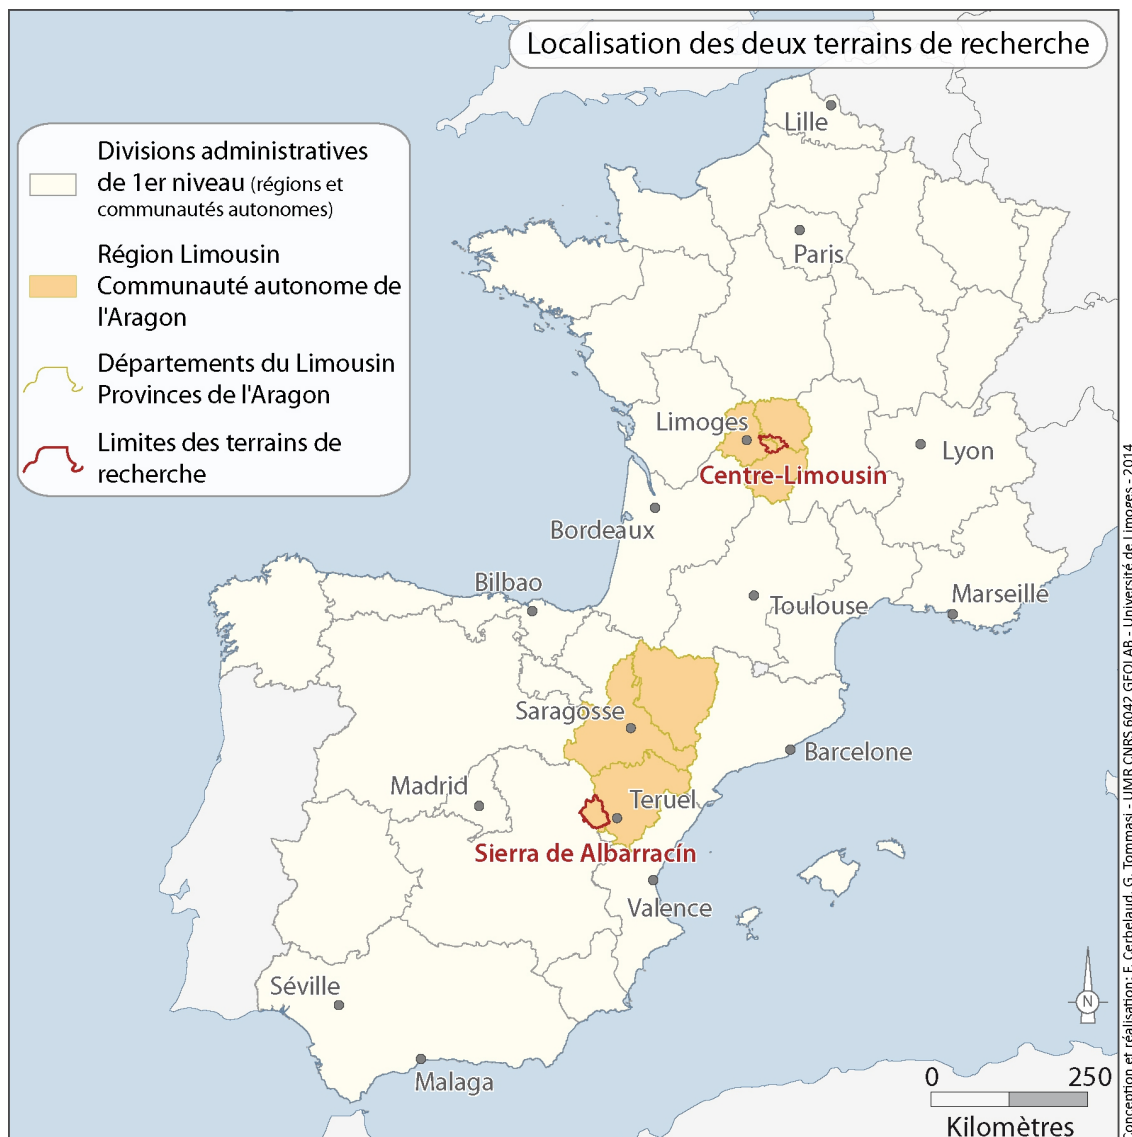 Localisation des deux terrains de recherche
Divisions administratives
de 1er niveau (régions et
communautés autonomes)
Région Limousin
Communauté autonome de
l'Aragon
Départements du Limousin
Provinces de l'Aragon
Limites des terrains de
recherche
Lille
Paris
Limoges
Lyon
Centre-Limousin
Bordeaux
Bilbao
Toulouse
Marseille
Saragosse
Barcelone
Madrid
Teruel
Sierra de Albarracín
Valence
Séville
Malaga
N
0 250
Kilomètres
Conception et réalisation: F. Cerbelaud, G. Tommasi - UMR CNRS 6042 GEOLAB - Université de Limoges - 2014